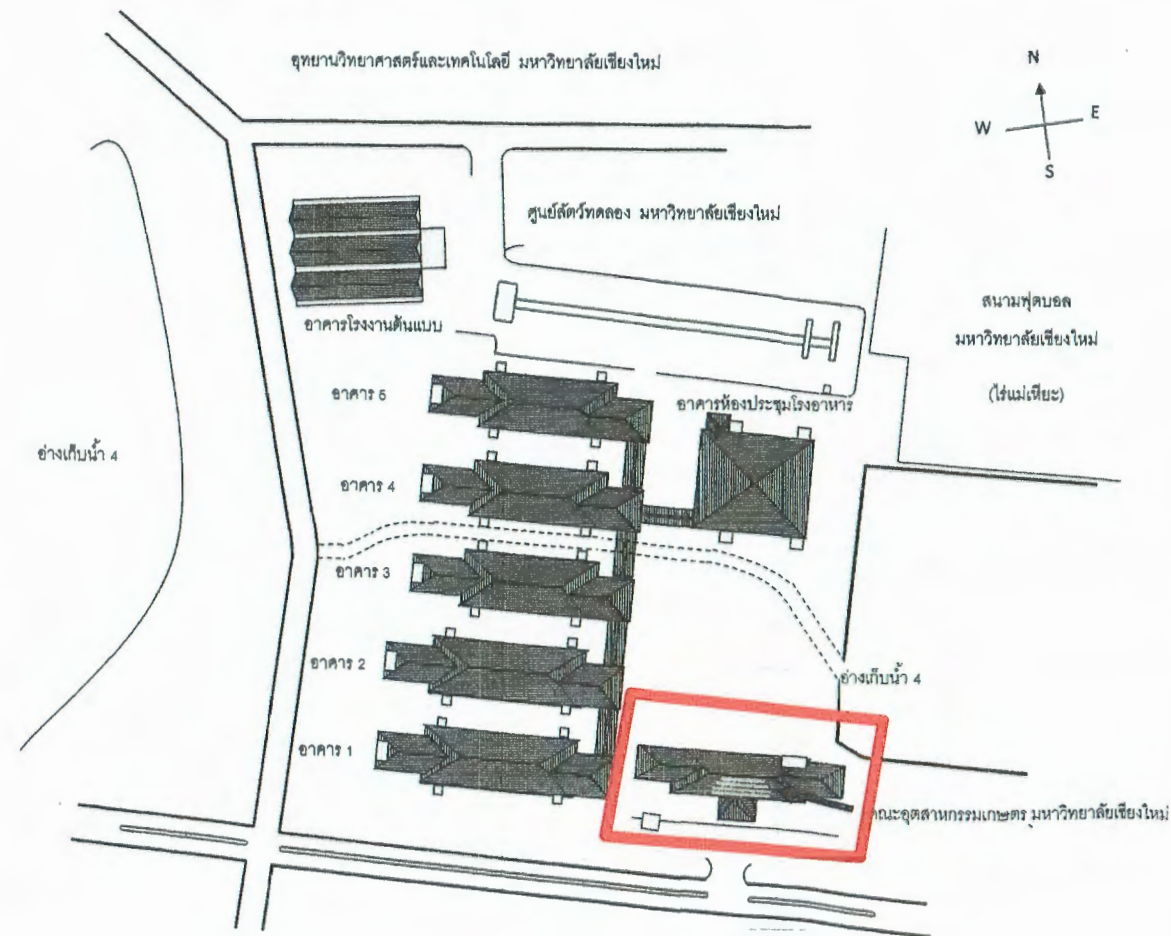 อุทยานวิทยาศาสตร์และเทคโนโลยี มหาวิทยาลัยเชียงใหม่
N
W E
S
ศูนย์สัตว์ทดลอง มหาวิทยาลัยเชียงใหม่
สนามฟุตบอล
มหาวิทยาลัยเชียงใหม่
(ไร่แม่เหียะ)
อาคารโรงงานต้นแบบ
อาคาร 5
อาคารห้องประชุมโรงอาหาร
อ่างเก็บน้ำ 4
อาคาร 4
อาคาร 3
อาคาร 2
อ่างเก็บน้ำ 4
อาคาร 1
คณะอุตสาหกรรมเกษตร มหาวิทยาลัยเชียงใหม่